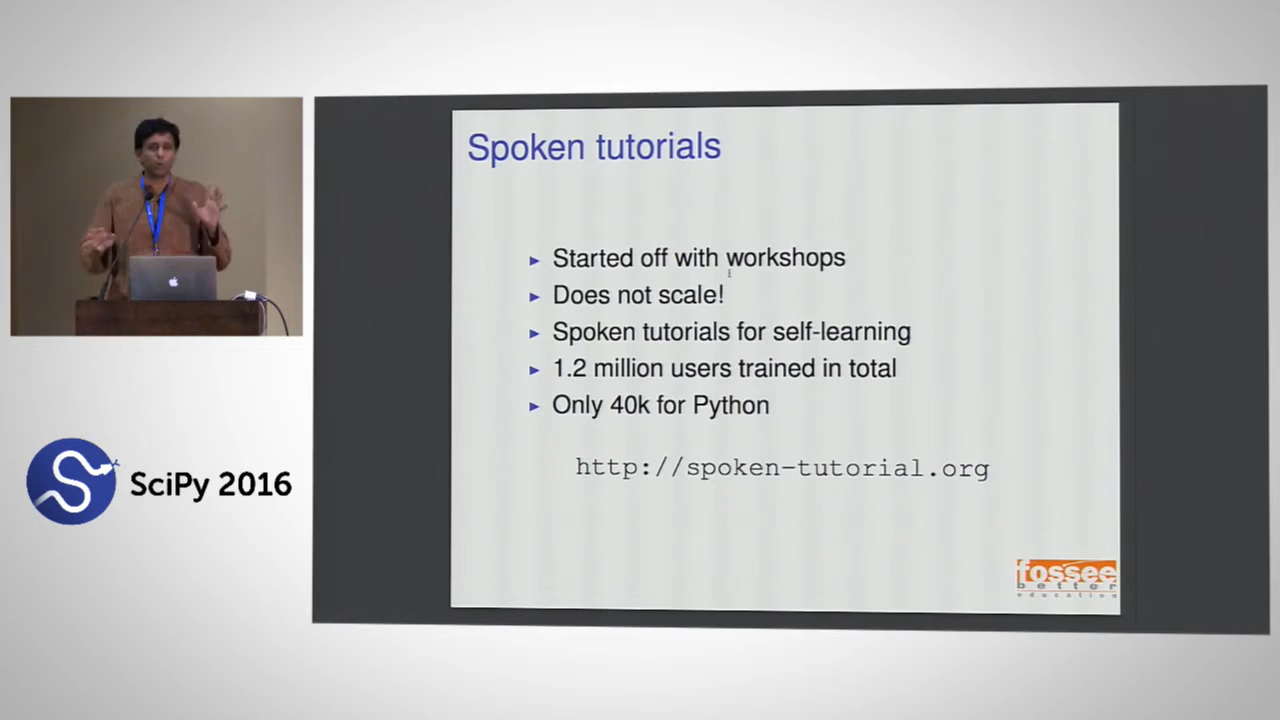 Spoken tutorials
Started off with workshops
Does not scale!
Spoken tutorials for self-learning
1.2 million users trained in total
Only 40k for Python
http://spoken-tutorial.org
fossee
better
education
SciPy 2016